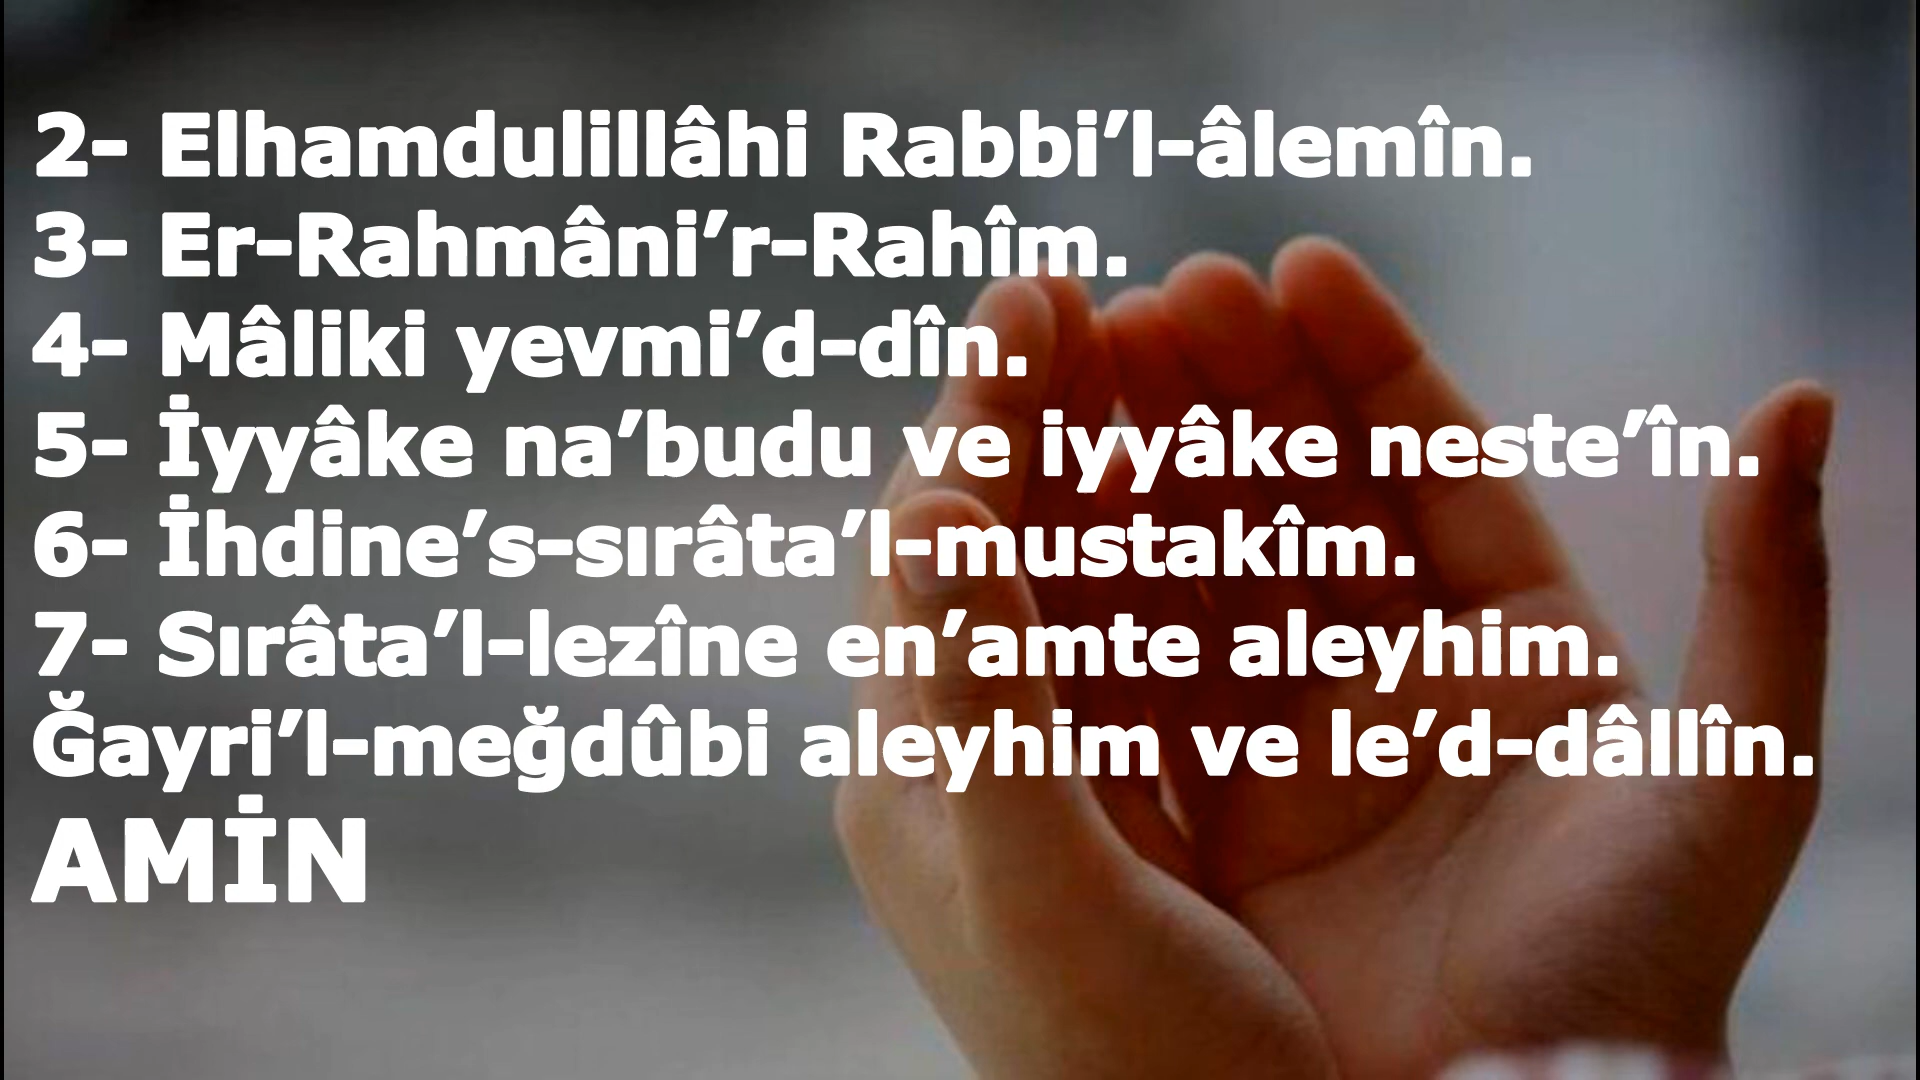 2- Elhamdulillâhi Rabbi’l-âlemîn.
3- Er-Rahmâni’r-Rahîm.
4- Mâliki yevmi’d-dîn.
5- İyyâke na’budu ve iyyâke neste’în.
6- İhdine’s-sırâta’l-mustakîm.
7- Sırâta’l-lezîne en’amte aleyhim.
Ğayri’l-meğdûbi aleyhim ve le’d-dâllîn.
AMİN